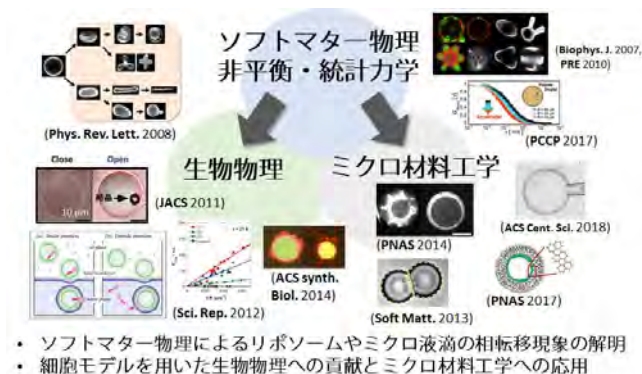 ソフトマター物理
非平衡・統計力学
(Biophys. J. 2007,
PRE 2010)
(Phys. Rev. Lett. 2008)
(PCCP 2017)
生物物理
ミクロ材料工学
Close
Open
10 μm
(JACS 2011)
(PNAS 2014)
(ACS Cent. Sci. 2018)
(Sci. Rep. 2012)
(ACS synth.
Biol. 2014)
(Soft Matt. 2013)
(PNAS 2017)
• ソフトマター物理によるリポソームやミクロ液滴の相転移現象の解明
• 細胞モデルを用いた生物物理への貢献とミクロ材料工学への応用